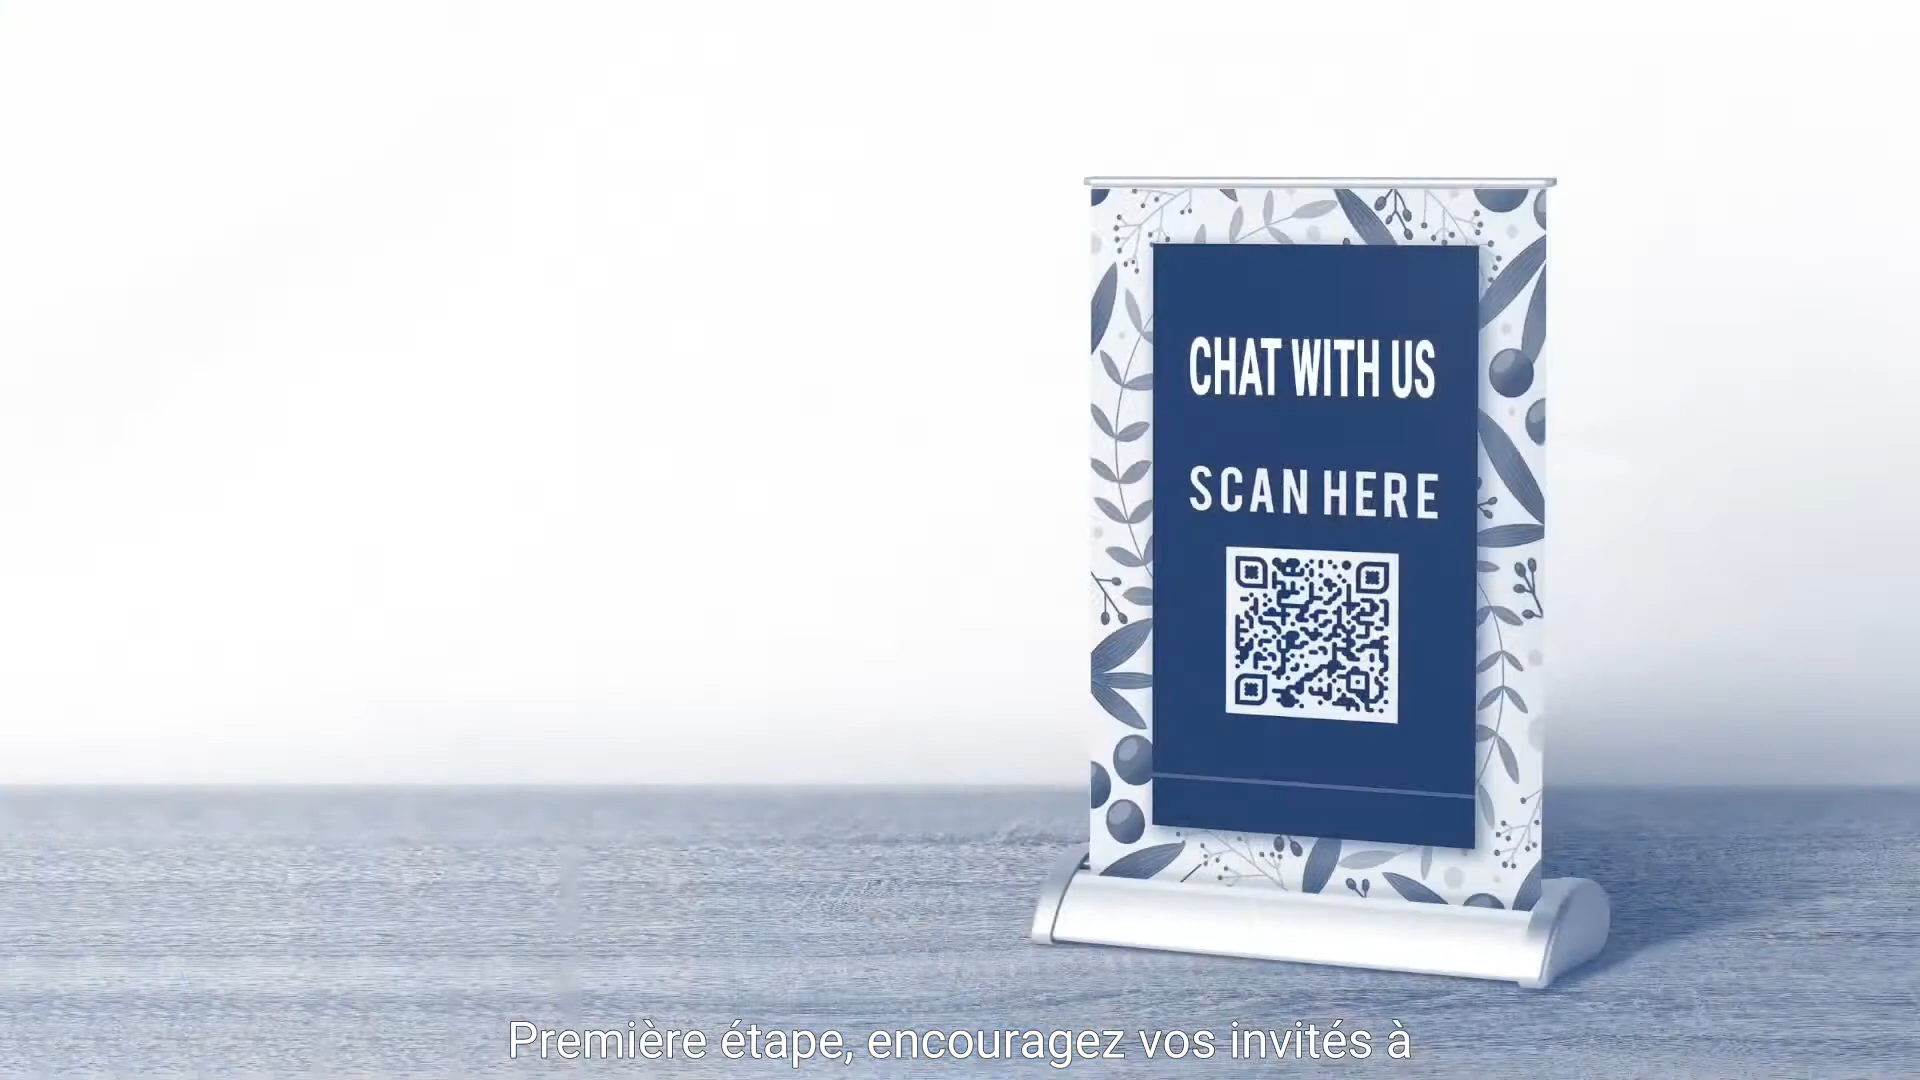 CHAT WITH US
SCAN HERE
Première étape, encouragez vos invités à